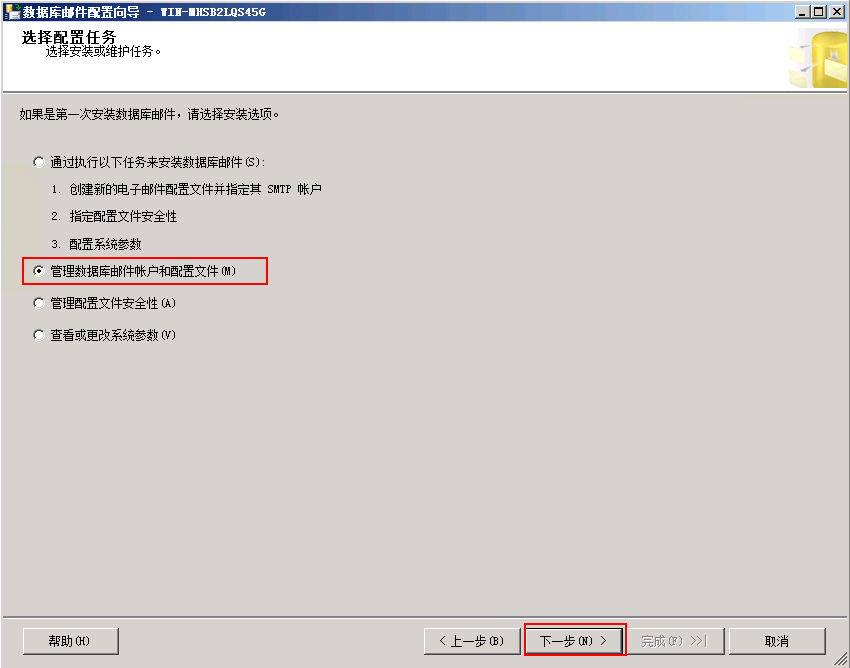 数据库邮件配置向导 - WIN-MHSB2LQS45G
选择配置任务
选择安装或维护任务。
如果是第一次安装数据库邮件，请选择安装选项。
通过执行以下任务来安装数据库邮件(S):
1. 创建新的电子邮件配置文件并指定其 SMTP 帐户
2. 指定配置文件安全性
3. 配置系统参数
管理数据库邮件帐户和配置文件(M)
管理配置文件安全性(A)
查看或更改系统参数(V)
帮助(H)
< 上一步(B)
下一步(N) >
完成(F) >>|
取消